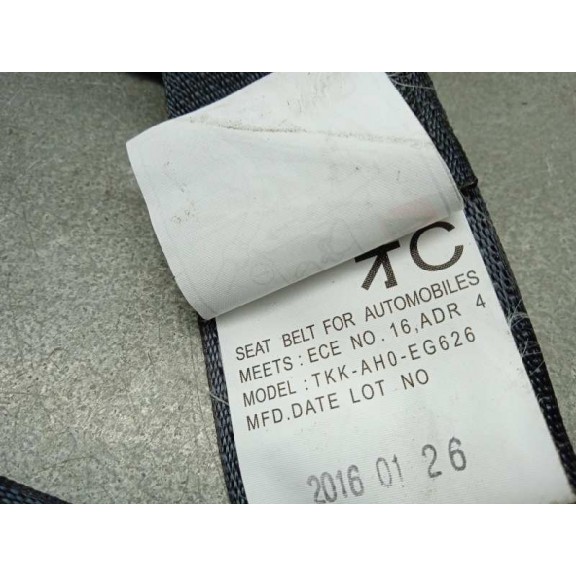 SEAT BELT FOR AUTOMOBILES
MEETS : ECE NO. 16, ADR 4
MODEL : TKK-AH0-EG626
MFD.DATE LOT NO
2016 01 26